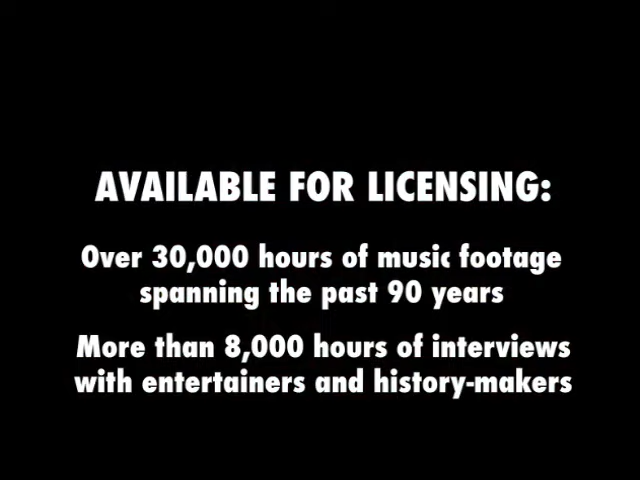 AVAILABLE FOR LICENSING:
Over 30,000 hours of music footage
spanning the past 90 years
More than 8,000 hours of interviews
with entertainers and history-makers